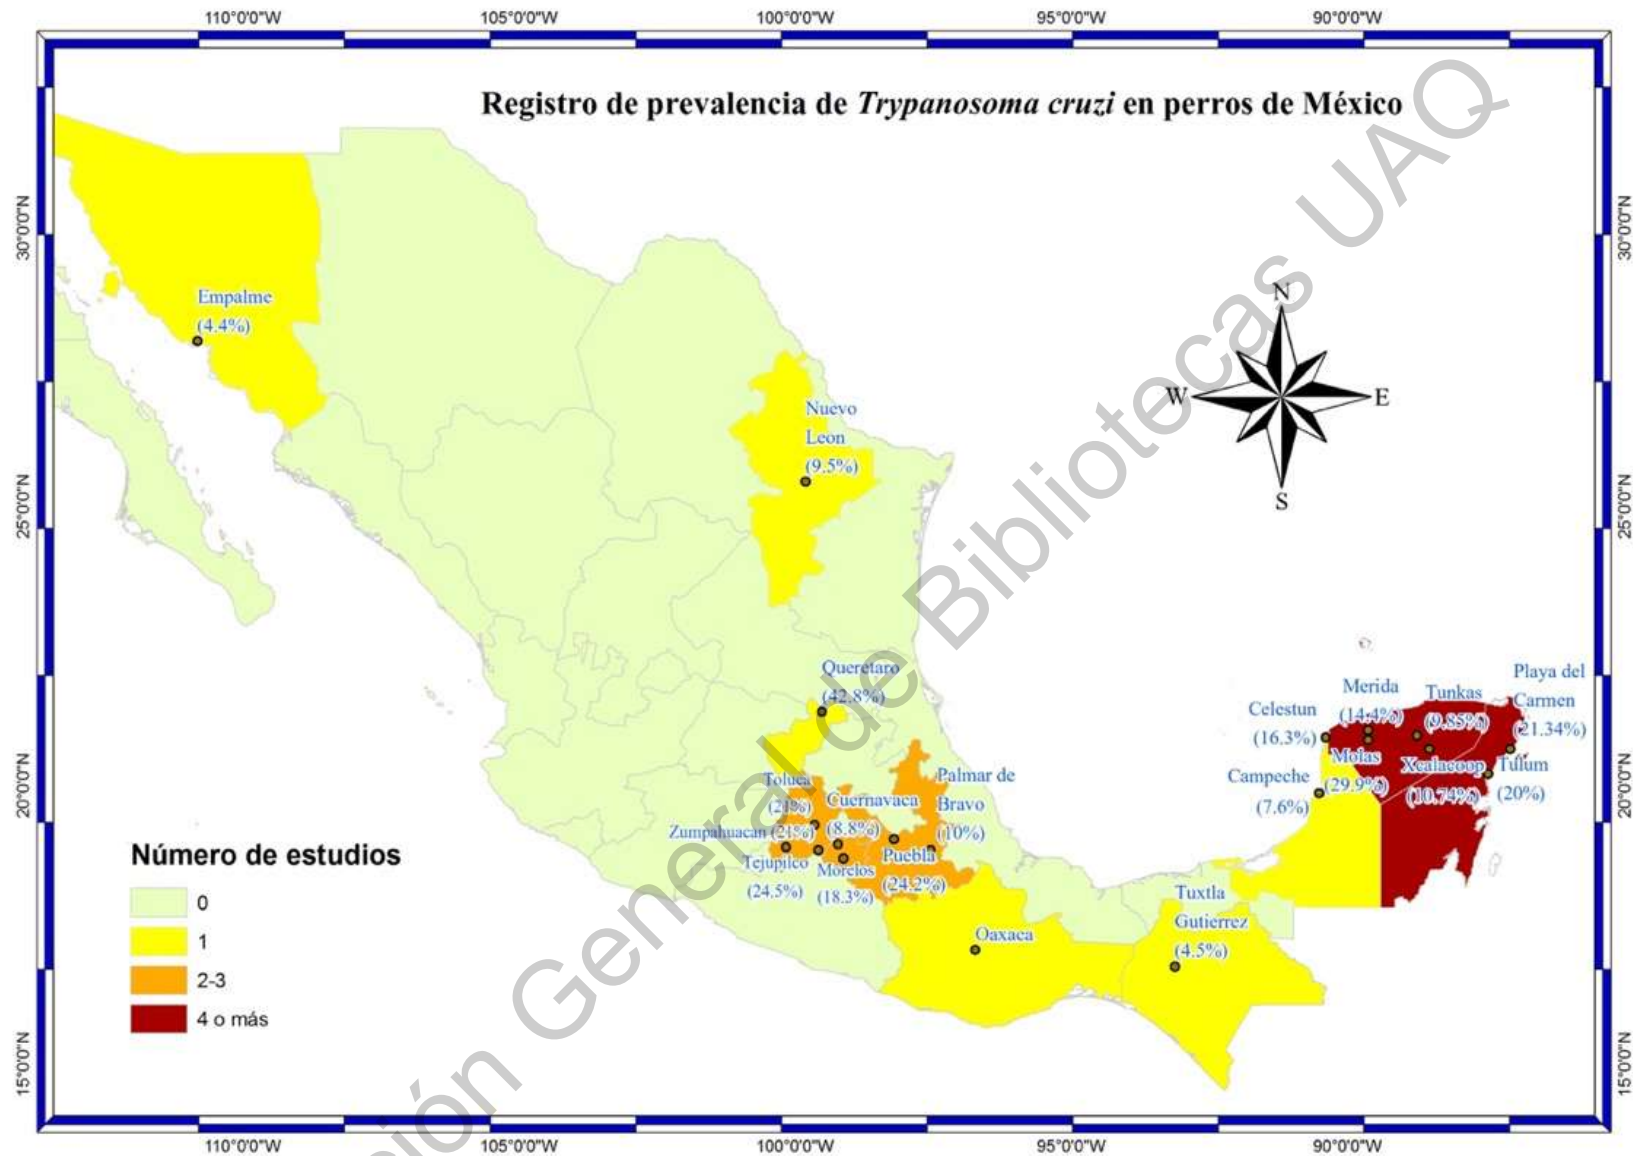 110°0'0"W
105°0'0"W
100°0'0"W
95°0'0"W
90°0'0"W
Registro de prevalencia de Trypanosoma cruzi en perros de México
30°0'0"N
30°0'0"N
25°0'0"N
25°0'0"N
20°0'0"N
20°0'0"N
15°0'0"N
15°0'0"N
N
W
E
S
Empalme
(4.4%)
Nuevo
Leon
(9.5%)
Queretaro
(42.8%)
Toluca
(21%)
Zumpahuacan (21%)
Tejupilco
(24.5%)
Cuernavaca
(8.8%)
Morelos
(18.3%)
Palmar de
Bravo
(10%)
Puebla
(24.2%)
Oaxaca
Tuxtla
Gutierrez
(4.5%)
Celestun
(16.3%)
Campeche
(7.6%)
Merida
(14.4%)
Molas
(29.9%)
Tunkas
(9.85%)
Xcalacoop
(10.74%)
Playa del
Carmen
(21.34%)
Tulum
(20%)
Número de estudios
0
1
2-3
4 o más
110°0'0"W
105°0'0"W
100°0'0"W
95°0'0"W
90°0'0"W
ión General de Bibliotecas UAQ